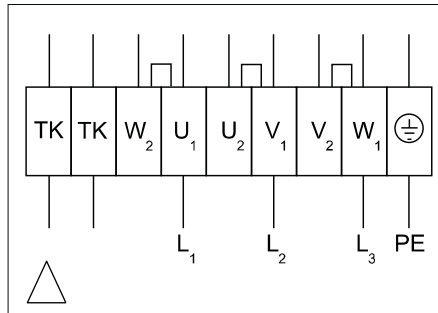 TK TK W₂ U₁ U₂ V₁ V₂ W₁
L₁ L₂ L₃ PE